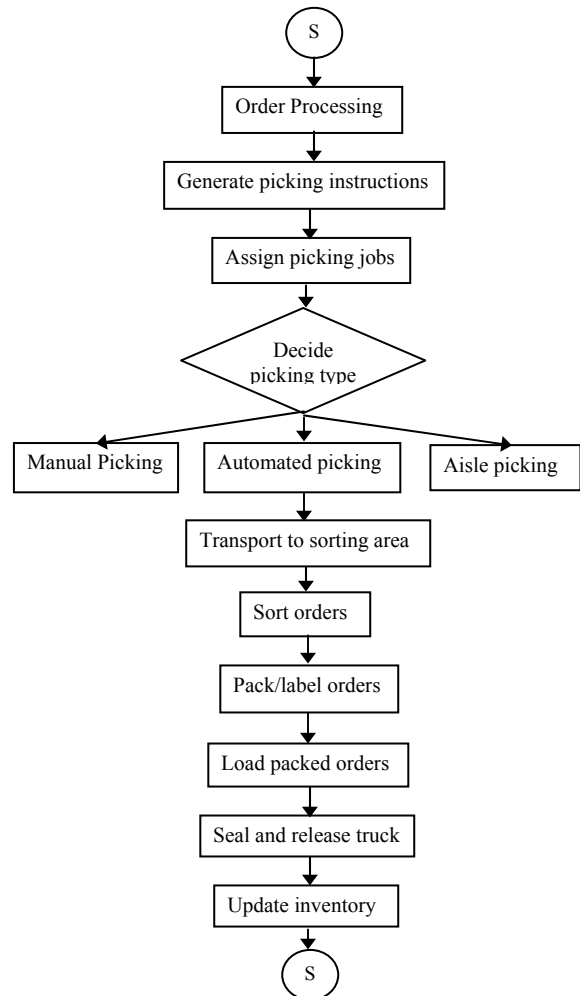 S
Order Processing
Generate picking instructions
Assign picking jobs
Decide
picking type
Manual Picking
Automated picking
Aisle picking
Transport to sorting area
Sort orders
Pack/label orders
Load packed orders
Seal and release truck
Update inventory
S